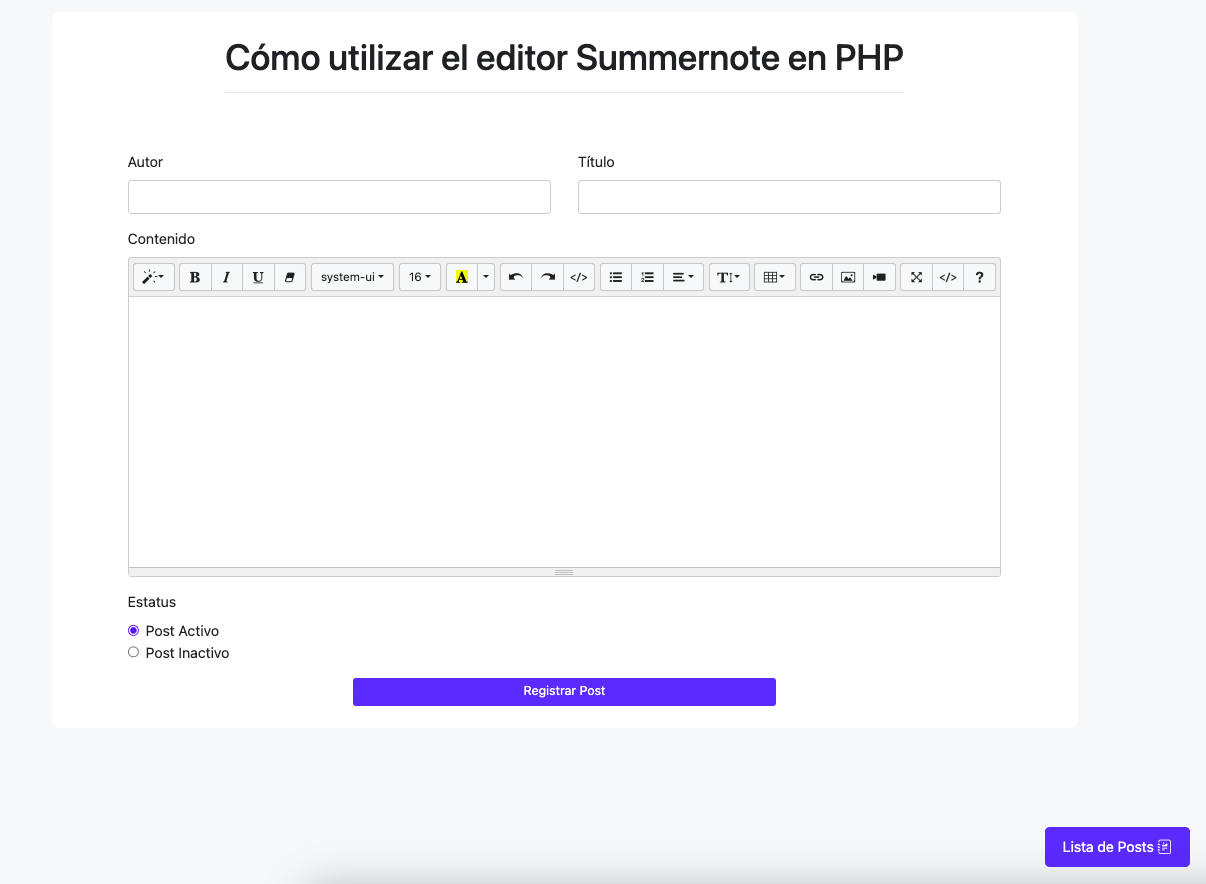 Cómo utilizar el editor Summernote en PHP
Autor
Título
Contenido
B I U system-ui 16 A </> T </> ?
Estatus
Post Activo
Post Inactivo
Registrar Post
Lista de Posts